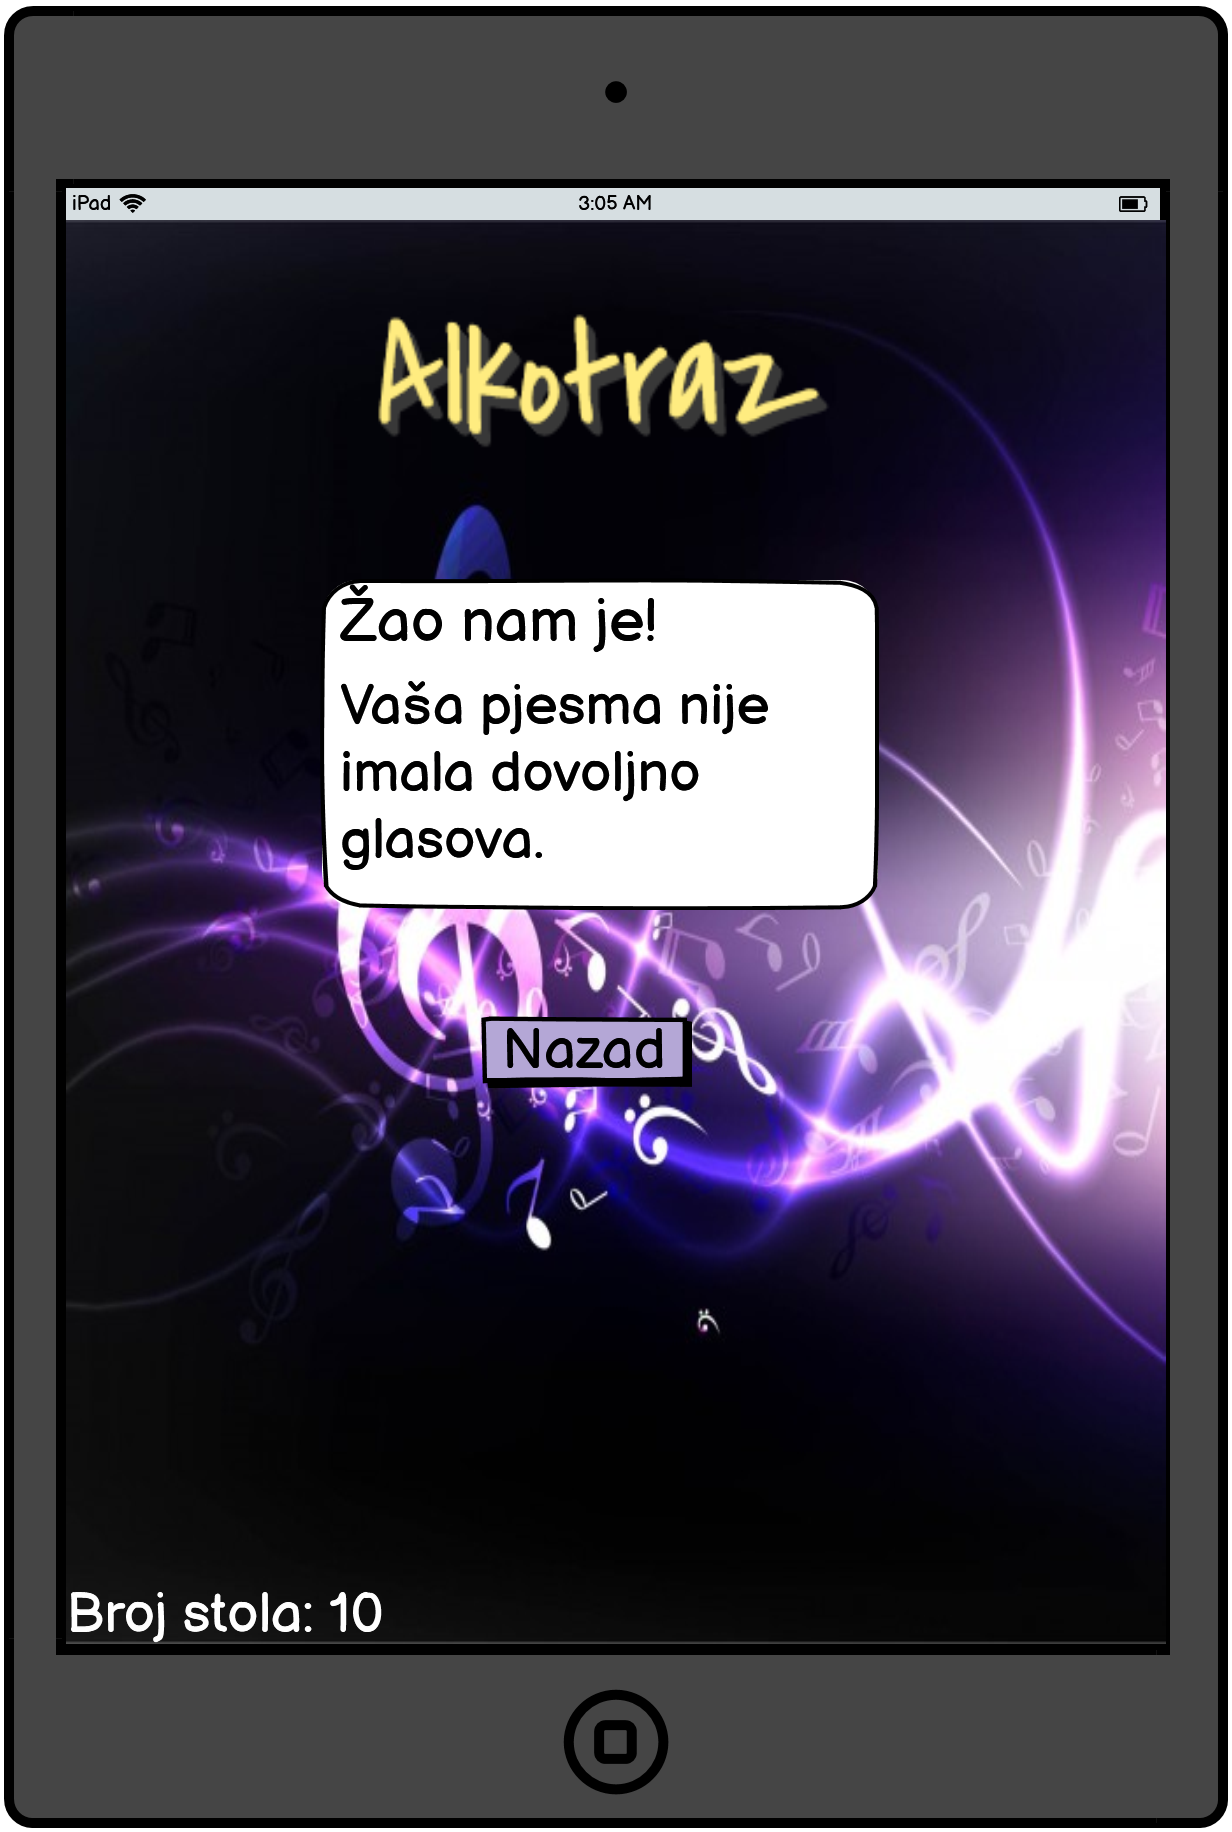 iPad
3:05 AM
Alkotraz
Žao nam je!
Vaša pjesma nije
imala dovoljno
glasova.
Nazad
Broj stola: 10